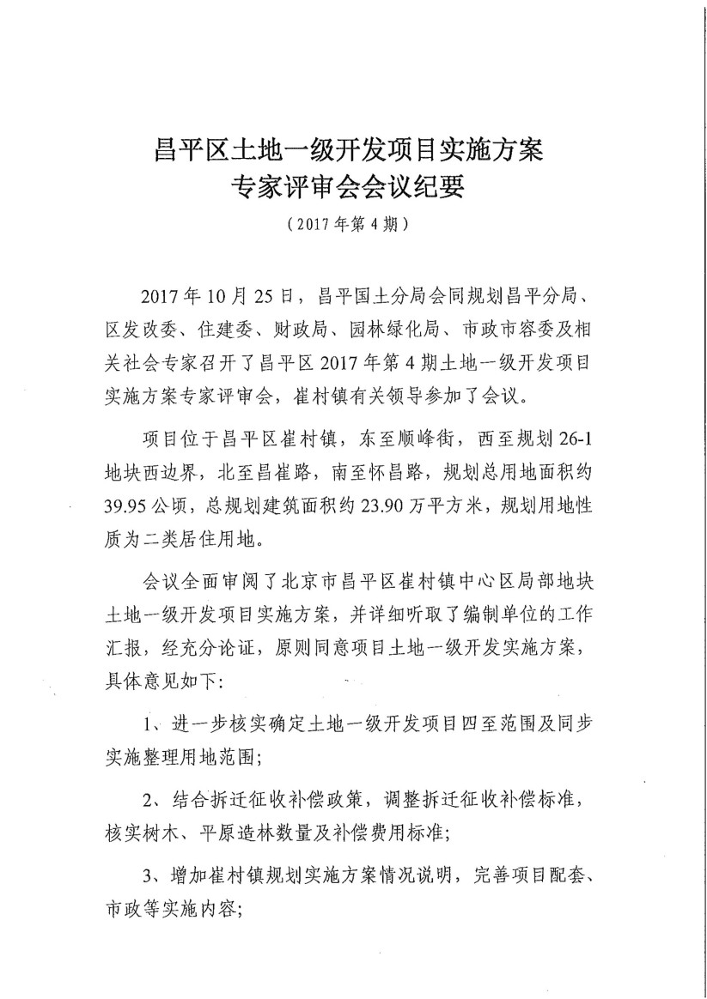 昌平区土地一级开发项目实施方案
专家评审会会议纪要
（2017 年第 4 期）
2017 年 10 月 25 日，昌平国土分局会同规划昌平分局、
区发改委、住建委、财政局、园林绿化局、市政市容委及相
关社会专家召开了昌平区 2017 年第 4 期土地一级开发项目
实施方案专家评审会，崔村镇有关领导参加了会议。
项目位于昌平区崔村镇，东至顺峰街，西至规划 26-1
地块西边界，北至昌崔路，南至怀昌路，规划总用地面积约
39.95 公顷，总规划建筑面积约 23.90 万平方米，规划用地性
质为二类居住用地。
会议全面审阅了北京市昌平区崔村镇中心区局部地块
土地一级开发项目实施方案，并详细听取了编制单位的工作
汇报，经充分论证，原则同意项目土地一级开发实施方案，
具体意见如下：
1、进一步核实确定土地一级开发项目四至范围及同步
实施整理用地范围；
2、结合拆迁征收补偿政策，调整拆迁征收补偿标准，
核实树木、平原造林数量及补偿费用标准；
3、增加崔村镇规划实施方案情况说明，完善项目配套、
市政等实施内容；